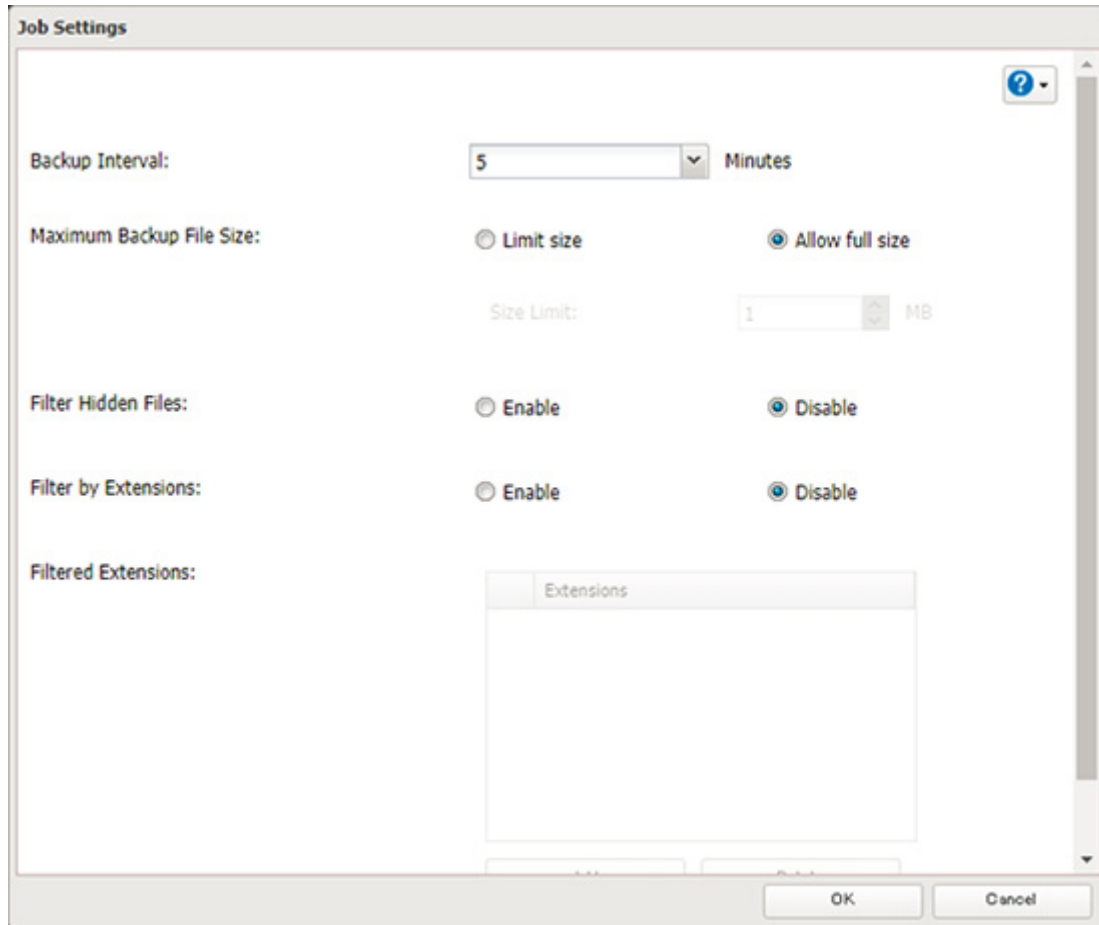 Job Settings
?
Backup Interval: 5 Minutes
Maximum Backup File Size: Limit size Allow full size
Size Limit: 1 MB
Filter Hidden Files: Enable Disable
Filter by Extensions: Enable Disable
Filtered Extensions:
Extensions
OK Cancel